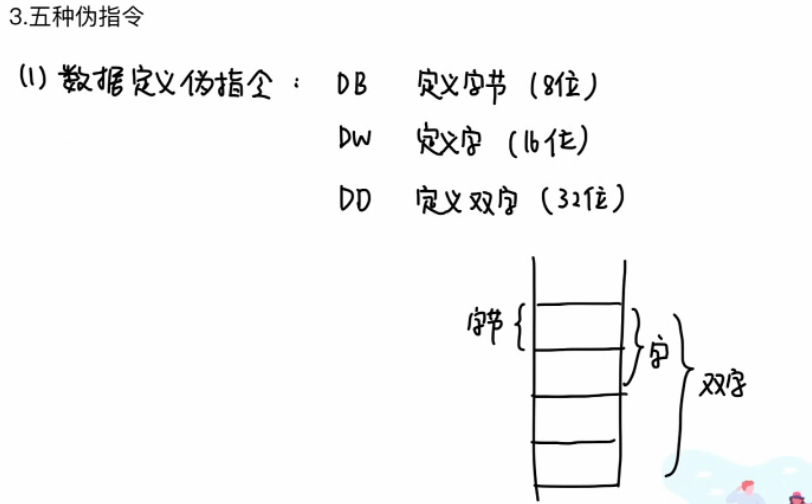 3.五种伪指令
(1) 数据定义伪指令： DB 定义字节 (8位)
DW 定义字 (16位)
DD 定义双字 (32位)
字节
字
双字